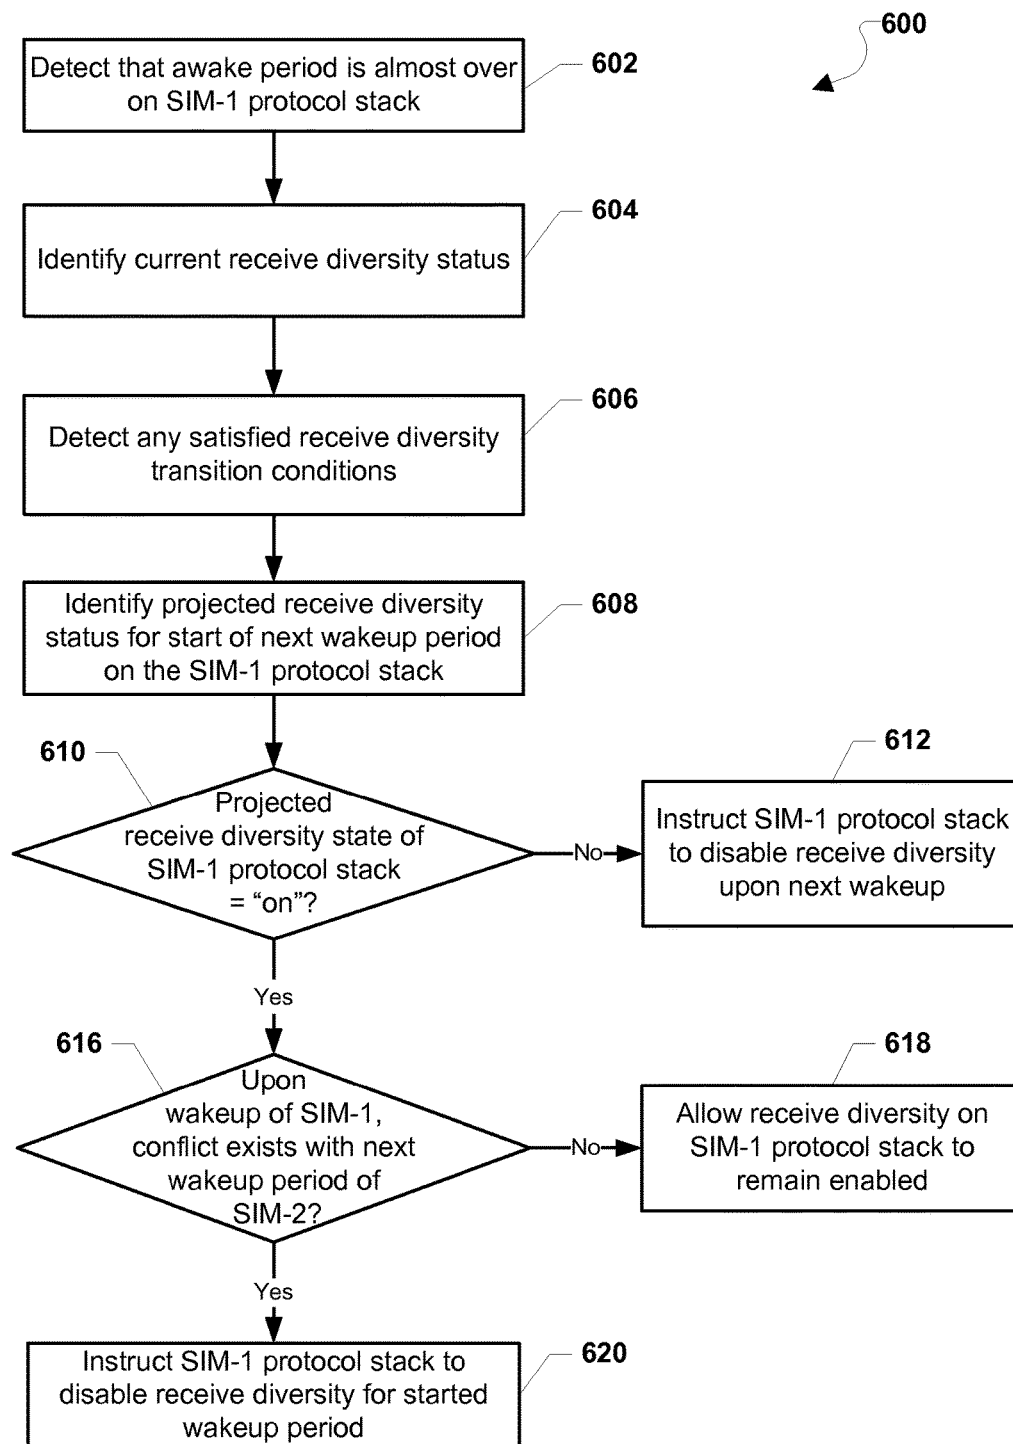 600
Detect that awake period is almost over
on SIM-1 protocol stack
602
Identify current receive diversity status
604
Detect any satisfied receive diversity
transition conditions
606
Identify projected receive diversity
status for start of next wakeup period
on the SIM-1 protocol stack
608
610
Projected
receive diversity state of
SIM-1 protocol stack
= “on”?
No
612
Instruct SIM-1 protocol stack
to disable receive diversity
upon next wakeup
Yes
616
Upon
wakeup of SIM-1,
conflict exists with next
wakeup period of
SIM-2?
No
618
Allow receive diversity on
SIM-1 protocol stack to
remain enabled
Yes
Instruct SIM-1 protocol stack to
disable receive diversity for started
wakeup period
620